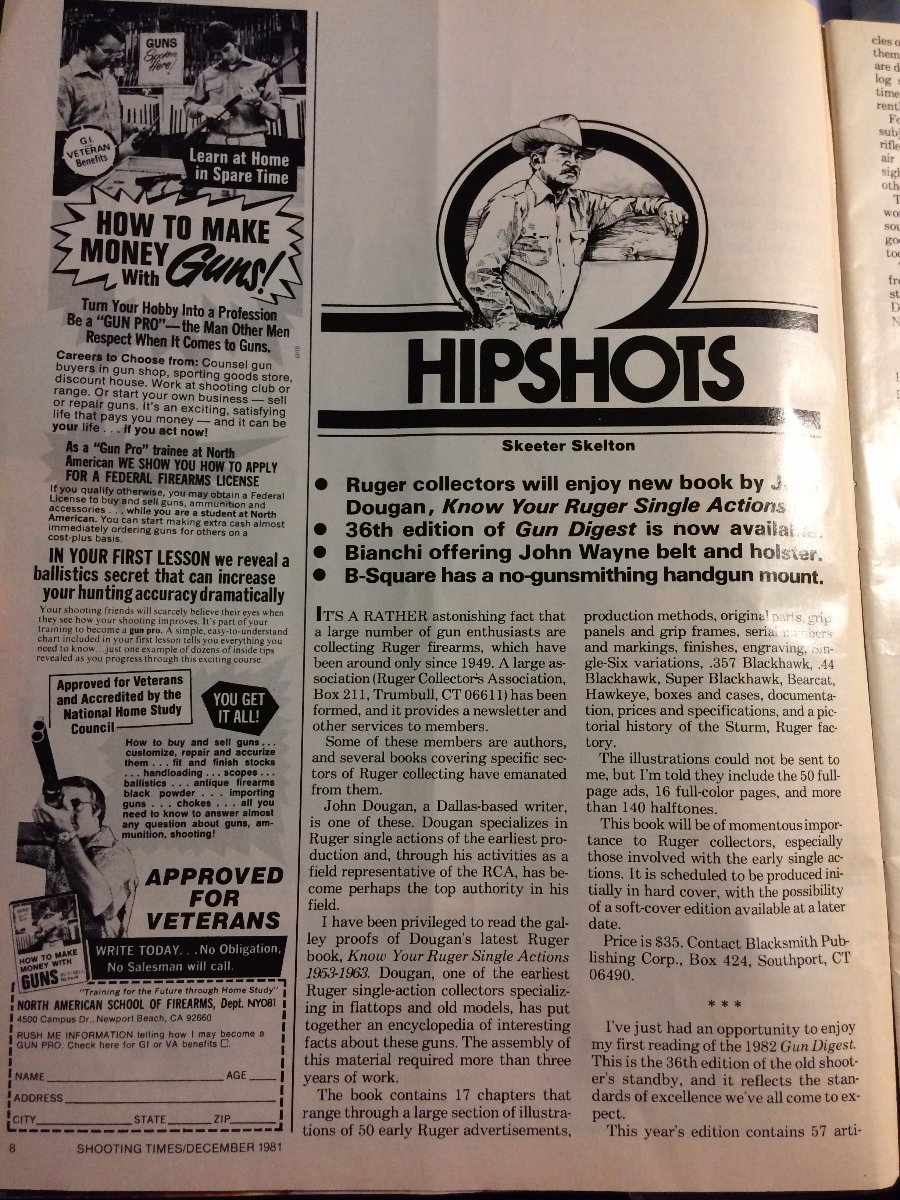 GUNS
Spoken
Here!
G.I.
VETERAN
Benefits
Learn at Home
in Spare Time
HOW TO MAKE
MONEY
With Guns!
Turn Your Hobby Into a Profession
Be a "GUN PRO"—the Man Other Men
Respect When It Comes to Guns.
Careers to Choose from: Counsel gun
buyers in gun shop, sporting goods store,
discount house. Work at shooting club or
range. Or start your own business — sell
or repair guns. It's an exciting, satisfying
life that pays you money — and it can be
your life . . . if you act now!
As a "Gun Pro" trainee at North
American WE SHOW YOU HOW TO APPLY
FOR A FEDERAL FIREARMS LICENSE
If you qualify otherwise, you may obtain a Federal
License to buy and sell guns, ammunition and
accessories . . . while you are a student at North
American. You can start making extra cash almost
immediately ordering guns for others on a
cost-plus basis.
IN YOUR FIRST LESSON we reveal a
ballistics secret that can increase
your hunting accuracy dramatically
Your shooting friends will scarcely believe their eyes when
they see how your shooting improves. It's part of your
training to become a gun pro. A simple, easy-to-understand
chart included in your first lesson tells you everything you
need to know...just one example of dozens of inside tips
revealed as you progress through this exciting course.
Approved for Veterans
and Accredited by the
National Home Study
Council
YOU GET
IT ALL!
How to buy and sell guns . . .
customize, repair and accurize
them . . . fit and finish stocks
. . . handloading . . . scopes . . .
ballistics . . . antique firearms
black powder . . . importing
guns . . . chokes . . . all you
need to know to answer almost
any question about guns, am-
munition, shooting!
APPROVED
FOR
VETERANS
HOW TO MAKE
MONEY WITH
GUNS
WRITE TODAY. . .No Obligation,
No Salesman will call.
"Training for the Future through Home Study"
NORTH AMERICAN SCHOOL OF FIREARMS, Dept. NY081
4500 Campus Dr., Newport Beach, CA 92660
RUSH ME INFORMATION telling how I may become a
GUN PRO. Check here for GI or VA benefits □.
NAME AGE
ADDRESS
CITY STATE ZIP
8 SHOOTING TIMES/DECEMBER 1981
HIPSHOTS
Skeeter Skelton
● Ruger collectors will enjoy new book by J.
Dougan, Know Your Ruger Single Actions
● 36th edition of Gun Digest is now
● Bianchi offering John Wayne belt and holster.
● B-Square has a no-gunsmithing handgun mount.
IT'S A RATHER astonishing fact that
a large number of gun enthusiasts are
collecting Ruger firearms, which have
been around only since 1949. A large as-
sociation (Ruger Collector's Association,
Box 211, Trumbull, CT 06611) has been
formed, and it provides a newsletter and
other services to members.
Some of these members are authors,
and several books covering specific sec-
tors of Ruger collecting have emanated
from them.
John Dougan, a Dallas-based writer,
is one of these. Dougan specializes in
Ruger single actions of the earliest pro-
duction and, through his activities as a
field representative of the RCA, has be-
come perhaps the top authority in his
field.
I have been privileged to read the gal-
ley proofs of Dougan's latest Ruger
book, Know Your Ruger Single Actions
1953-1963. Dougan, one of the earliest
Ruger single-action collectors specializ-
ing in flattops and old models, has put
together an encyclopedia of interesting
facts about these guns. The assembly of
this material required more than three
years of work.
The book contains 17 chapters that
range through a large section of illustra-
tions of 50 early Ruger advertisements,
production methods, original parts, grip
panels and grip frames, serial numbers
and markings, finishes, engraving, Sin-
gle-Six variations, .357 Blackhawk, .44
Blackhawk, Super Blackhawk, Bearcat,
Hawkeye, boxes and cases, documenta-
tion, prices and specifications, and a pic-
torial history of the Sturm, Ruger fac-
tory.
The illustrations could not be sent to
me, but I'm told they include the 50 full-
page ads, 16 full-color pages, and more
than 140 halftones.
This book will be of momentous impor-
tance to Ruger collectors, especially
those involved with the early single ac-
tions. It is scheduled to be produced ini-
tially in hard cover, with the possibility
of a soft-cover edition available at a later
date.
Price is $35. Contact Blacksmith Pub-
lishing Corp., Box 424, Southport, CT
06490.
* * *
I've just had an opportunity to enjoy
my first reading of the 1982 Gun Digest.
This is the 36th edition of the old shoot-
er's standby, and it reflects the stan-
dards of excellence we've all come to ex-
pect.
This year's edition contains 57 arti-
cles
them
are
log
time